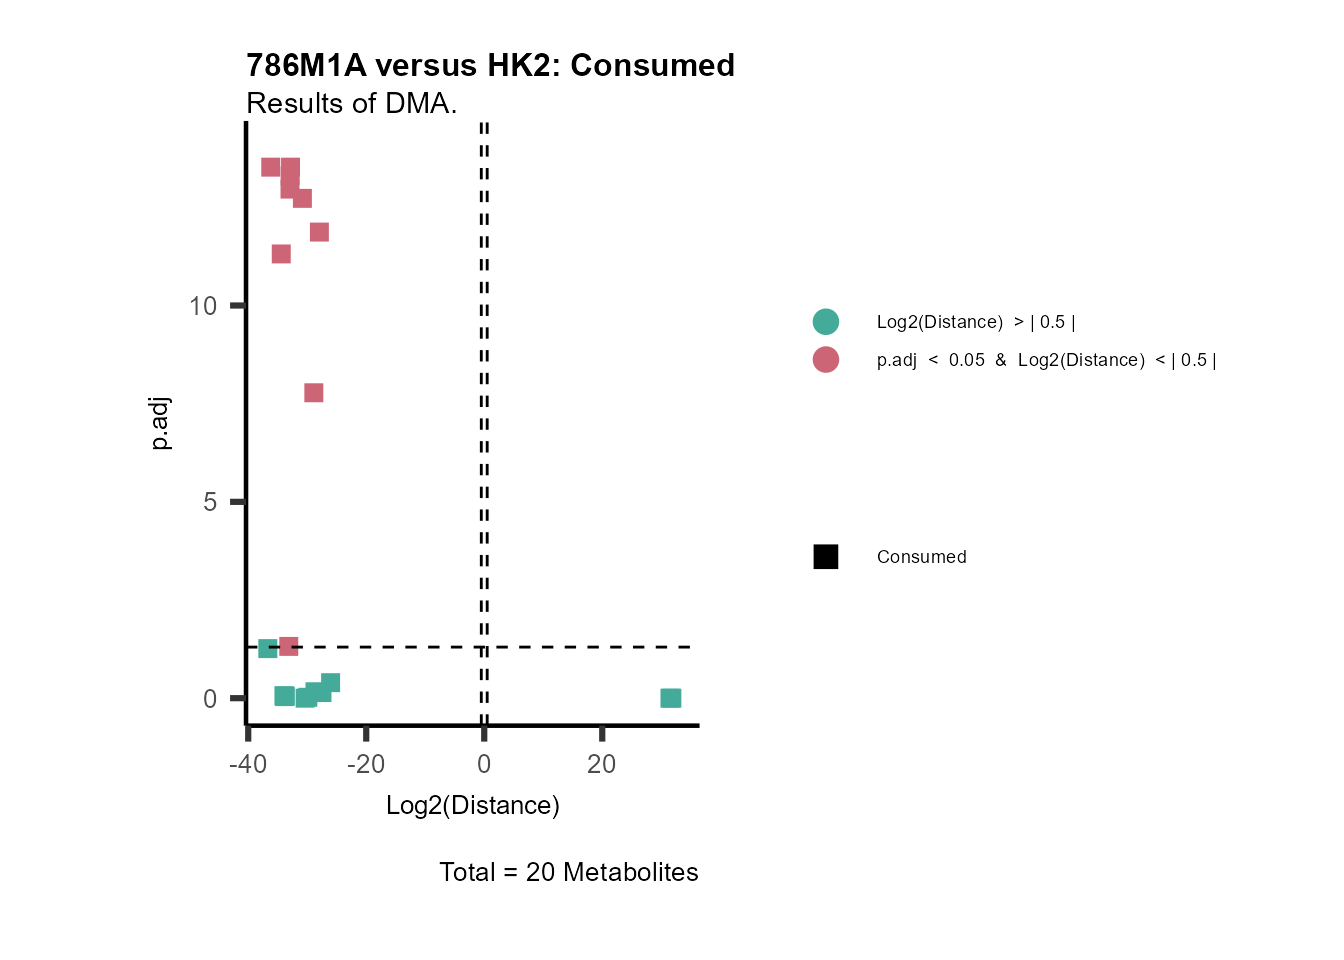 786M1A versus HK2: Consumed
Results of DMA.
10
5
0
p.adj
-40
-20
0
20
Log2(Distance)
Total = 20 Metabolites
Log2(Distance) > | 0.5 |
p.adj < 0.05 & Log2(Distance) < | 0.5 |
Consumed